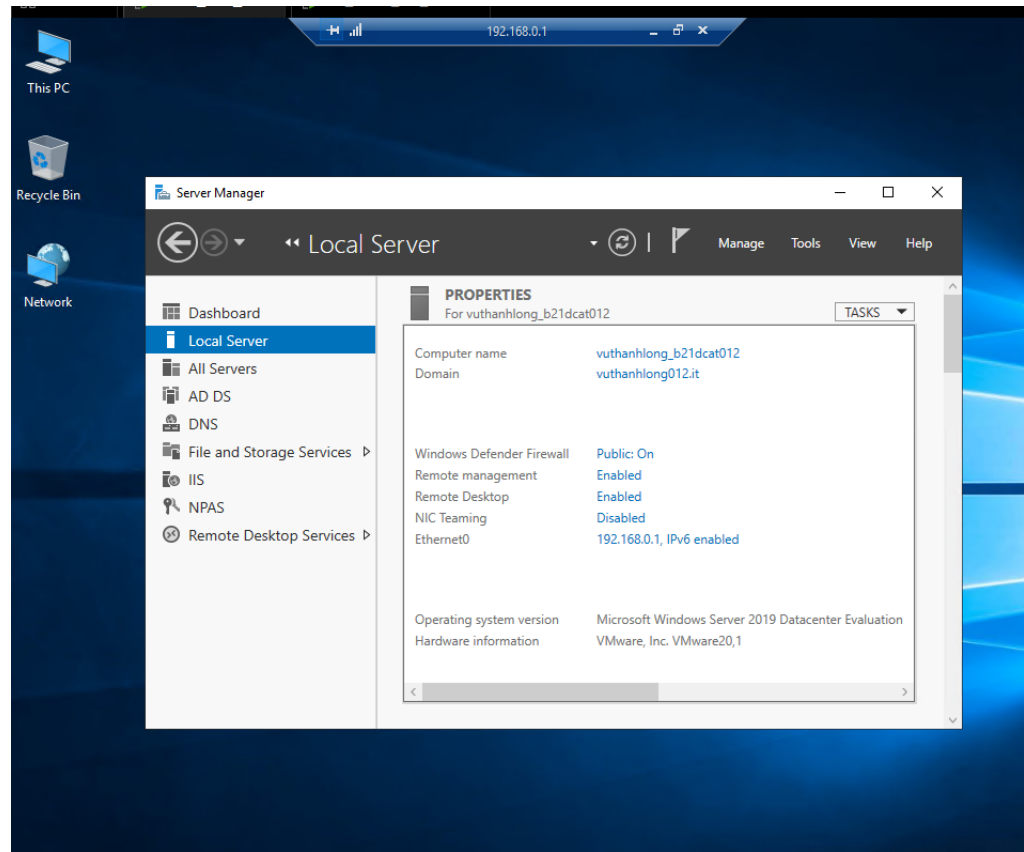 192.168.0.1
This PC
Recycle Bin
Network
Server Manager
Local Server
Manage Tools View Help
Dashboard
Local Server
All Servers
AD DS
DNS
File and Storage Services
IIS
NPAS
Remote Desktop Services
PROPERTIES
For vuthanhlong_b21dcat012
TASKS
Computer name vuthanhlong_b21dcat012
Domain vuthanhlong012.it
Windows Defender Firewall Public: On
Remote management Enabled
Remote Desktop Enabled
NIC Teaming Disabled
Ethernet0 192.168.0.1, IPv6 enabled
Operating system version Microsoft Windows Server 2019 Datacenter Evaluation
Hardware information VMware, Inc. VMware20,1